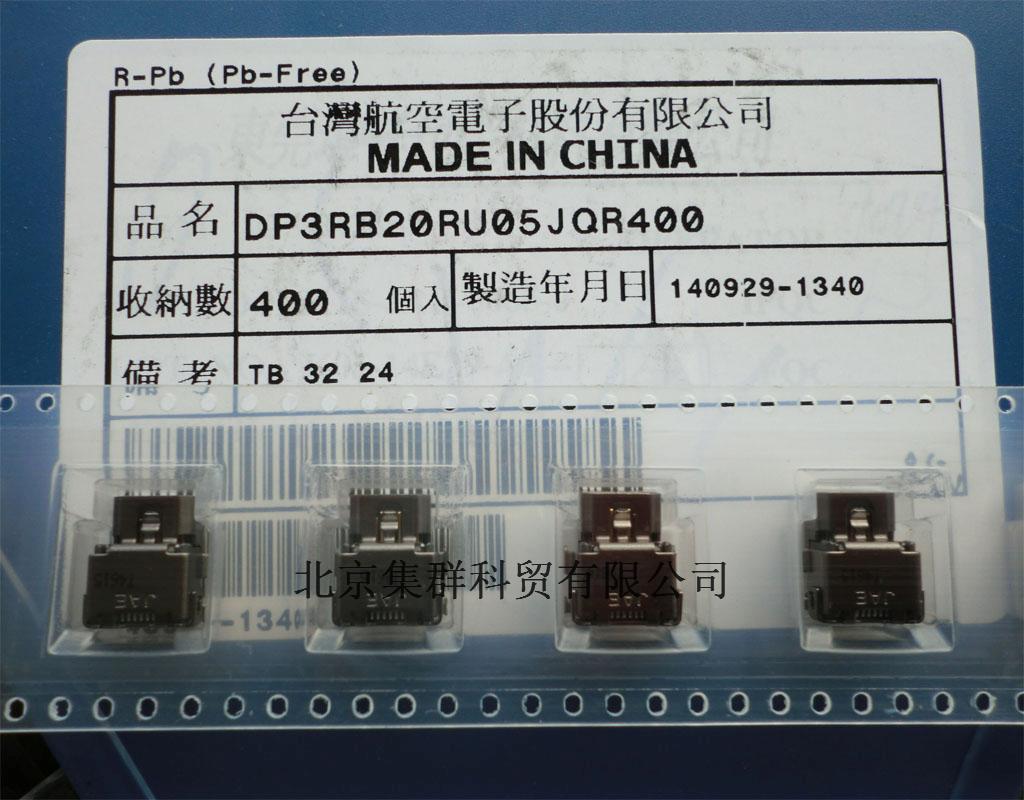 R-Pb (Pb-Free)
台灣航空電子股份有限公司
MADE IN CHINA
品名 DP3RB20RU05JQR400
收納數 400 個入 製造年月日 140929-1340
備考 TB 32 24
北京集群科贸有限公司
JAE JAE JAE JAE
-1340